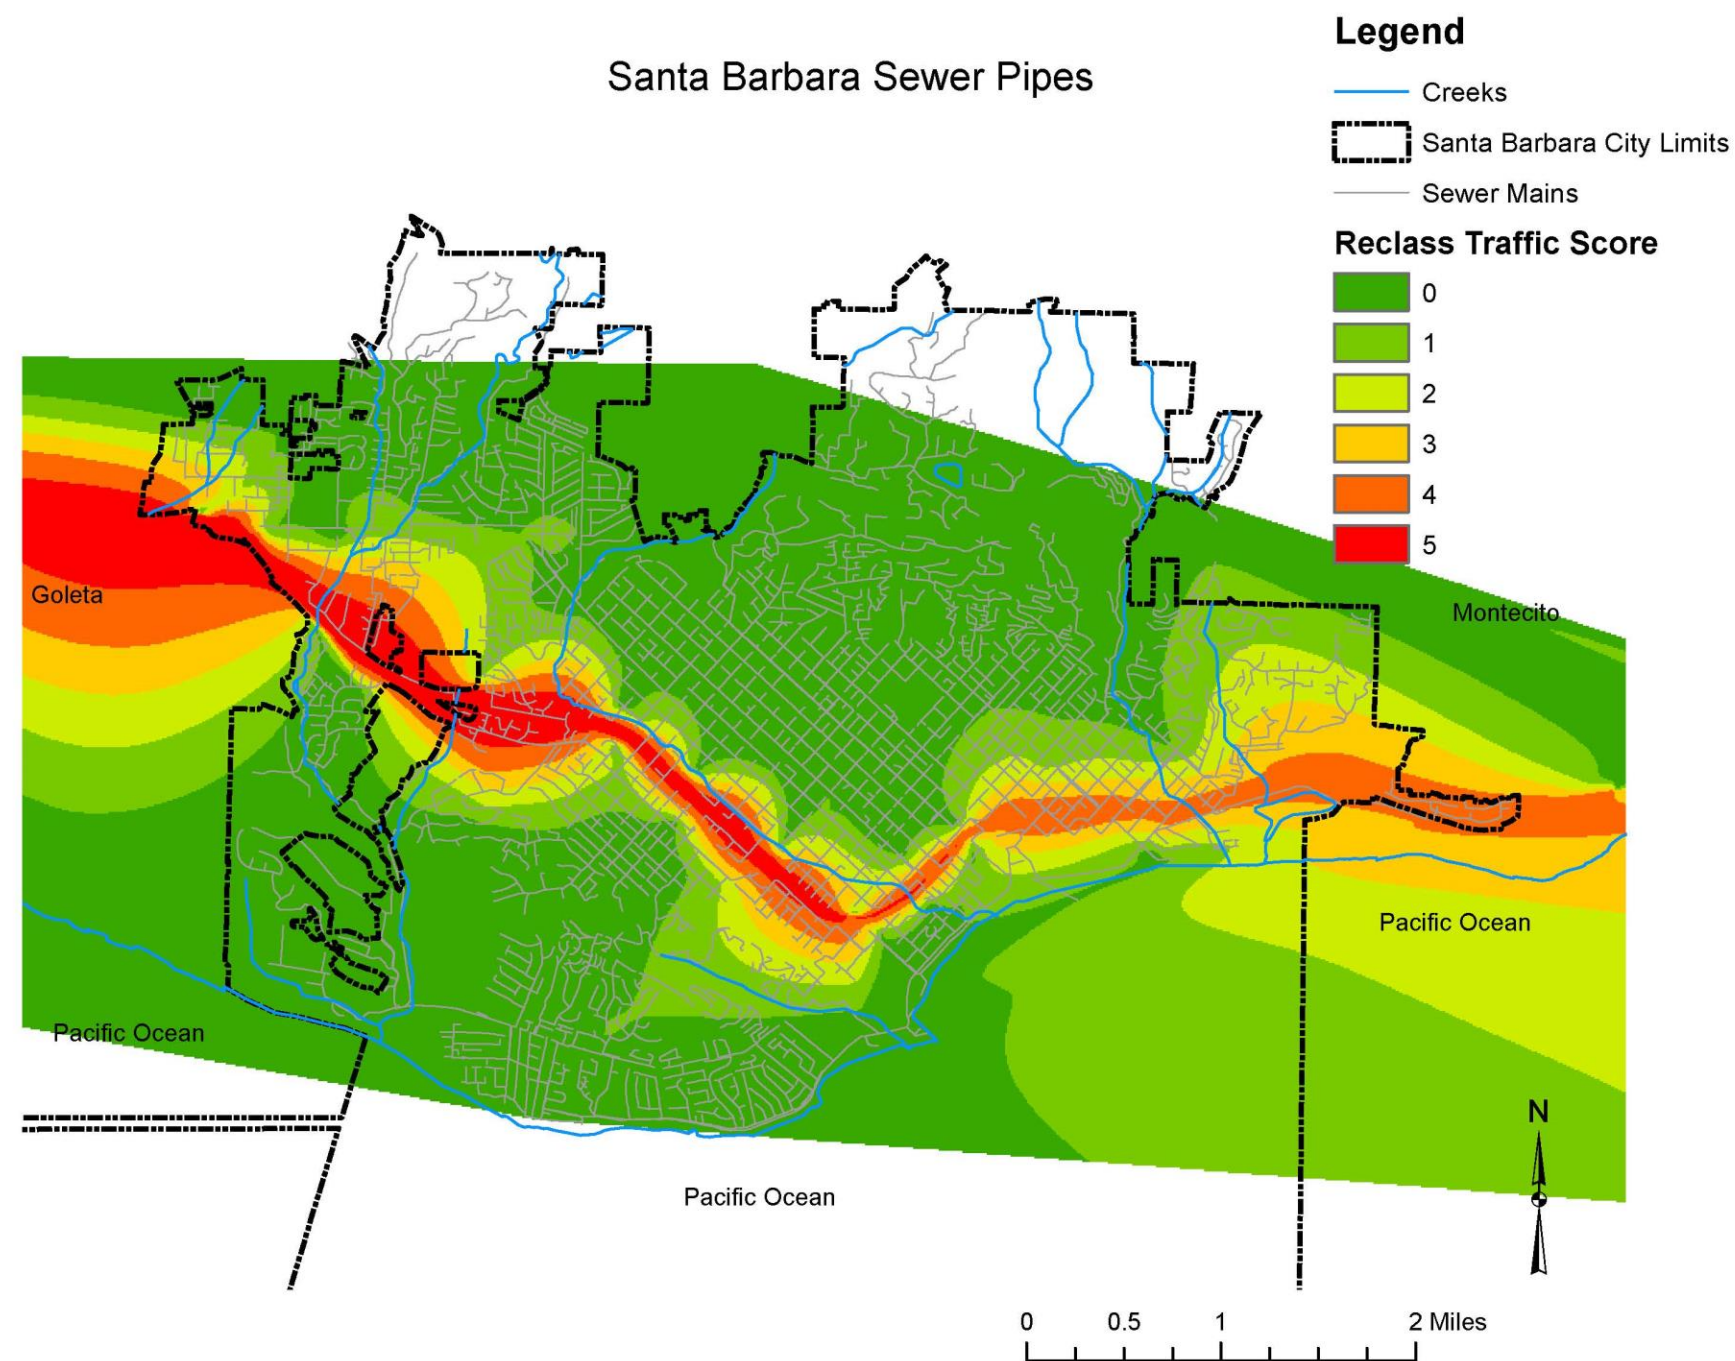 Santa Barbara Sewer Pipes
Legend
Creeks
Santa Barbara City Limits
Sewer Mains
Reclass Traffic Score
0
1
2
3
4
5
Goleta
Montecito
Pacific Ocean
Pacific Ocean
Pacific Ocean
N
0 0.5 1 2 Miles